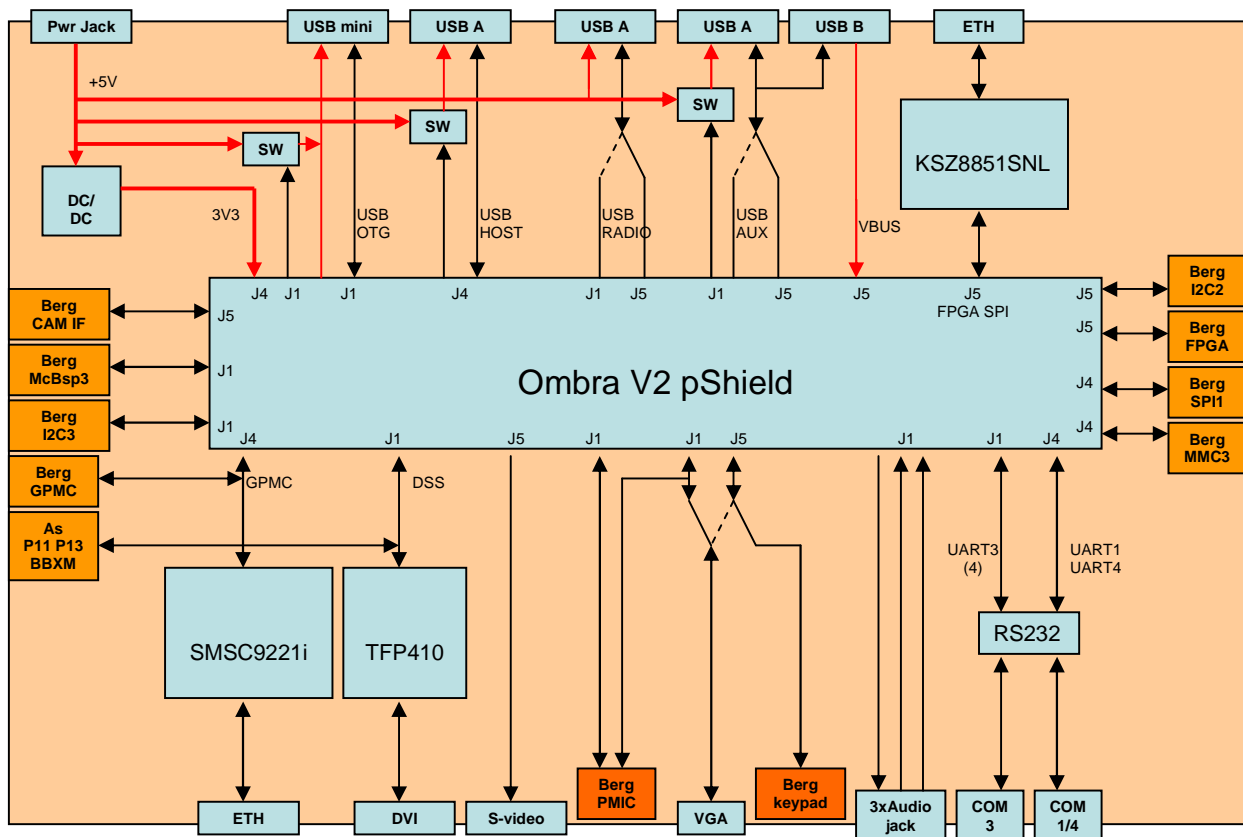 Pwr Jack
USB mini
USB A
USB A
USB A
USB B
ETH
+5V
SW
SW
SW
KSZ8851SNL
DC/
DC
3V3
USB
OTG
USB
HOST
USB
RADIO
USB
AUX
VBUS
J4
J1
J1
J4
J1
J5
J1
J5
J5
J5
FPGA SPI
J5
Berg
I2C2
Berg
CAM IF
J5
J5
Berg
FPGA
Berg
McBsp3
J1
Ombra V2 pShield
J4
Berg
SPI1
Berg
I2C3
J1
J4
Berg
MMC3
J4
J1
J5
J1
J1
J5
J1
J1
J4
Berg
GPMC
GPMC
DSS
As
P11 P13
BBXM
UART3
(4)
UART1
UART4
SMSC9221i
TFP410
RS232
Berg
PMIC
Berg
keypad
ETH
DVI
S-video
VGA
3xAudio
jack
COM
3
COM
1/4